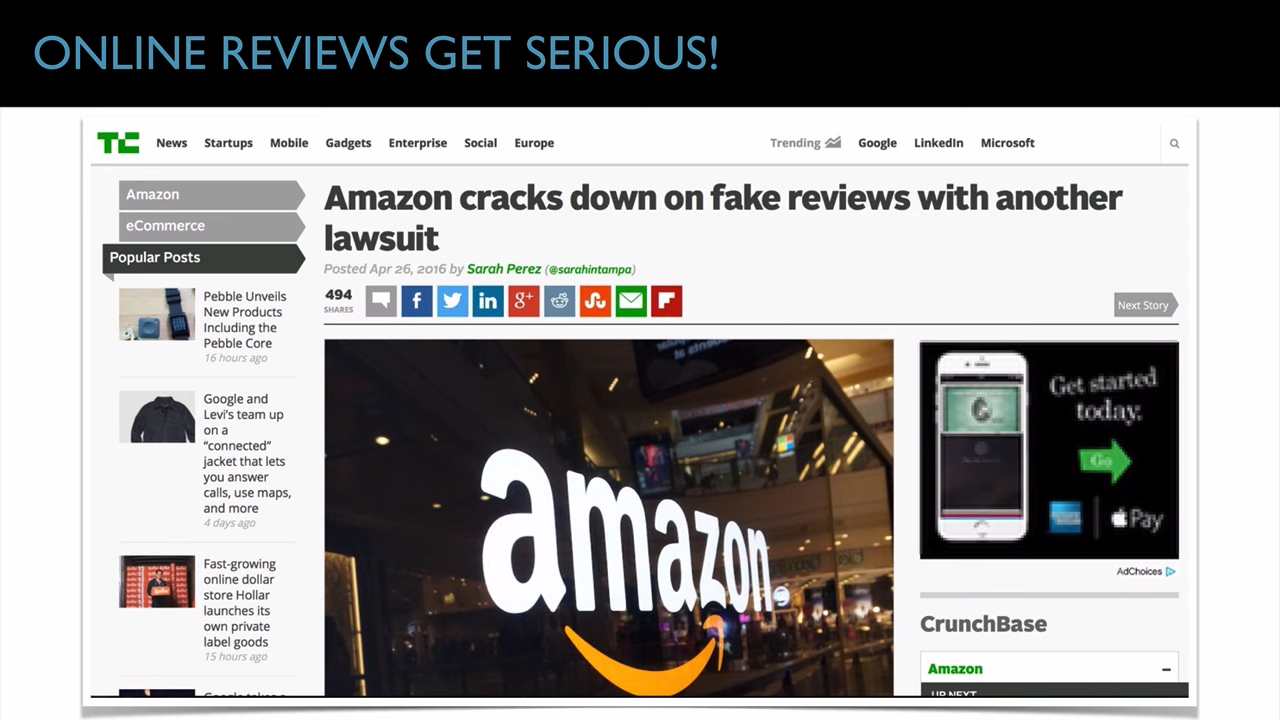 ONLINE REVIEWS GET SERIOUS!
TC News Startups Mobile Gadgets Enterprise Social Europe Trending Google LinkedIn Microsoft
Amazon
eCommerce
Popular Posts
Pebble Unveils
New Products
Including the
Pebble Core
16 hours ago
Google and
Levi's team up
on a
"connected"
jacket that lets
you answer
calls, use maps,
and more
4 days ago
Fast-growing
online dollar
store Hollar
launches its
own private
label goods
15 hours ago
Amazon cracks down on fake reviews with another
lawsuit
Posted Apr 26, 2016 by Sarah Perez (@sarahintampa)
494
SHARES
f in g+
Next Story
amazon
Get started
today.
Go
Pay
AdChoices
CrunchBase
Amazon
UP NEXT